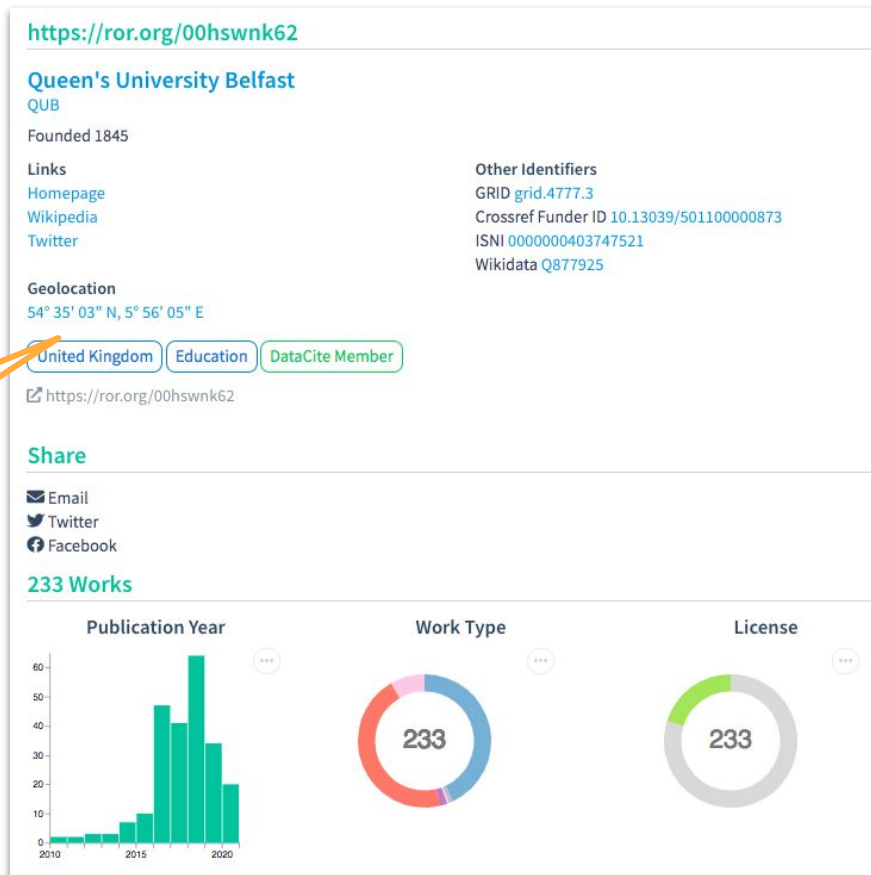 https://ror.org/00hswnk62
Queen's University Belfast
QUB
Founded 1845
Links
Homepage
Wikipedia
Twitter
Other Identifiers
GRID grid.4777.3
Crossref Funder ID 10.13039/501100000873
ISNI 0000000403747521
Wikidata Q877925
Geolocation
54° 35' 03" N, 5° 56' 05" E
United Kingdom Education DataCite Member
https://ror.org/00hswnk62
Share
Email
Twitter
Facebook
233 Works
Publication Year
60
50
40
30
20
10
0
2010 2015 2020
Work Type
233
License
233